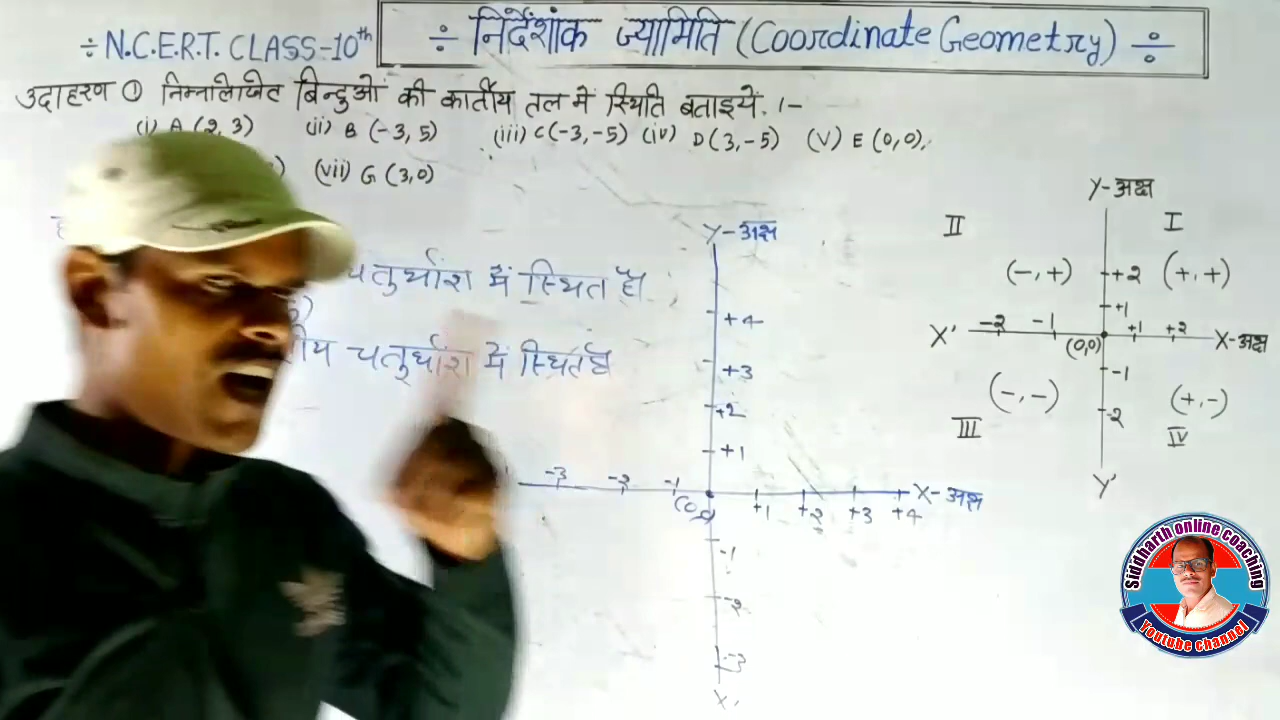 ÷ N.C.E.R.T. CLASS-10th
÷ निर्देशांक ज्यामिति (Coordinate Geometry) ÷
उदाहरण ① निम्नलिखित बिन्दुओं की कार्तीय तल में स्थिति बताइयें :-
(i) A (2, 3) (ii) B (-3, 5) (iii) C(-3, -5) (iv) D(3, -5) (V) E (0, 0),
(vii) G (3, 0)
चतुर्थांश में स्थित है
चतुर्थांश में स्थित है
Y-अक्ष
+4
+3
+2
+1
-3 -2 -1 (0,0) +1 +2 +3 +4 X-अक्ष
-1
-2
-3
X'
Y-अक्ष
II I
(-, +) +2 (+, +)
+1
X' -2 -1 (0,0) +1 +2 X-अक्ष
-1
(-, -) -2 (+, -)
III IV
Y'
Siddharth online coaching
Youtube channel